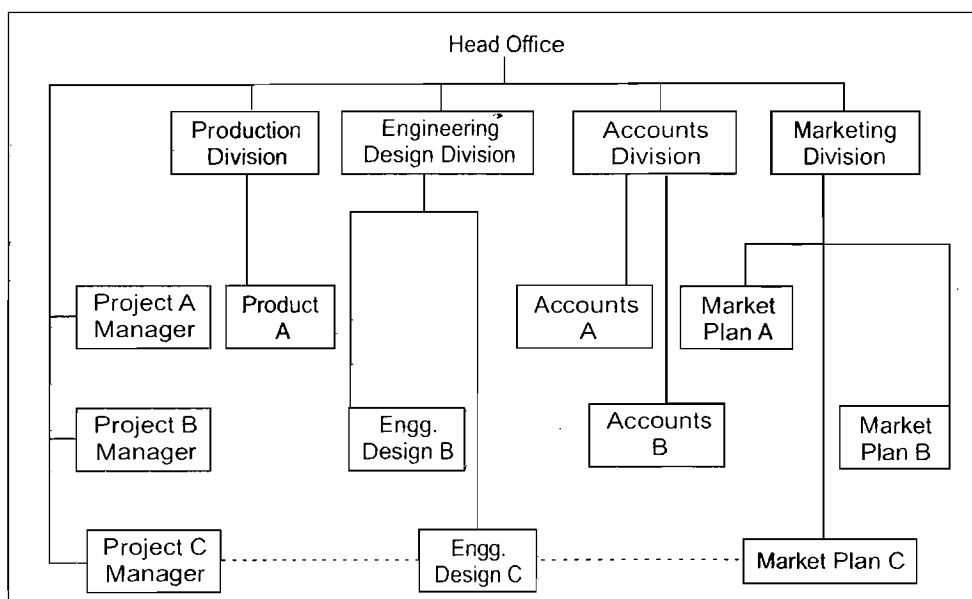 Head Office
Production
Division
Engineering
Design Division
Accounts
Division
Marketing
Division
Project A
Manager
Product
A
Accounts
A
Market
Plan A
Project B
Manager
Engg.
Design B
Accounts
B
Market
Plan B
Project C
Manager
Engg.
Design C
Market Plan C